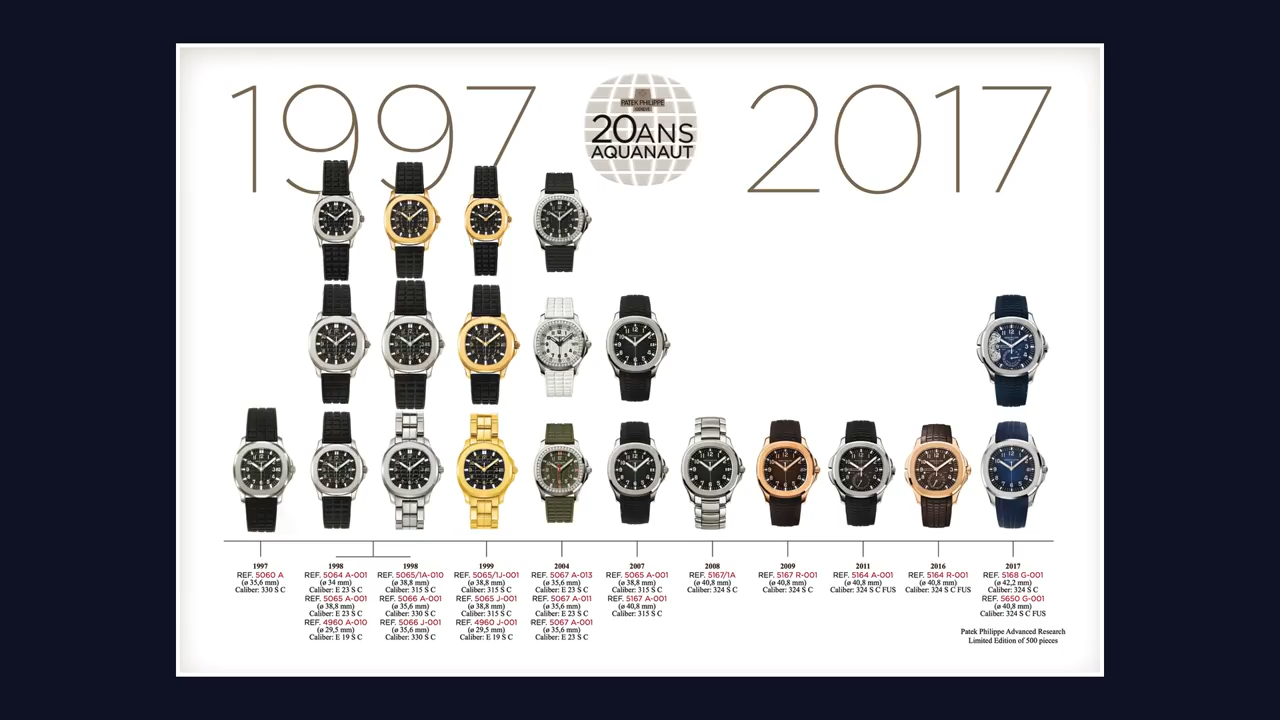 1997
PATEK PHILIPPE
GENEVE
20ANS
AQUANAUT
2017
1997
REF. 5060 A
(ø 35,6 mm)
Caliber: 330 S C
1998
REF. 5064 A-001
(ø 34 mm)
Caliber: E 23 S C
REF. 5065 A-001
(ø 38,8 mm)
Caliber: E 23 S C
REF. 4960 A-010
(ø 29,5 mm)
Caliber: E 19 S C
1998
REF. 5065/1A-010
(ø 38,8 mm)
Caliber: 315 S C
REF. 5066 A-001
(ø 35,6 mm)
Caliber: 330 S C
REF. 5066 J-001
(ø 35,6 mm)
Caliber: 330 S C
1999
REF. 5065/1J-001
(ø 38,8 mm)
Caliber: 315 S C
REF. 5065 J-001
(ø 38,8 mm)
Caliber: 315 S C
REF. 4960 J-001
(ø 29,5 mm)
Caliber: E 19 S C
2004
REF. 5067 A-013
(ø 35,6 mm)
Caliber: E 23 S C
REF. 5067 A-011
(ø 35,6 mm)
Caliber: E 23 S C
REF. 5067 A-001
(ø 35,6 mm)
Caliber: E 23 S C
2007
REF. 5065 A-001
(ø 38,8 mm)
Caliber: 315 S C
REF. 5167 A-001
(ø 40,8 mm)
Caliber: 315 S C
2008
REF. 5167/1A
(ø 40,8 mm)
Caliber: 324 S C
2009
REF. 5167 R-001
(ø 40,8 mm)
Caliber: 324 S C
2011
REF. 5164 A-001
(ø 40,8 mm)
Caliber: 324 S C FUS
2016
REF. 5164 R-001
(ø 40,8 mm)
Caliber: 324 S C FUS
2017
REF. 5168 G-001
(ø 42,2 mm)
Caliber: 324 S C
REF. 5650 G-001
(ø 40,8 mm)
Caliber: 324 S C FUS
Patek Philippe Advanced Research
Limited Edition of 500 pieces